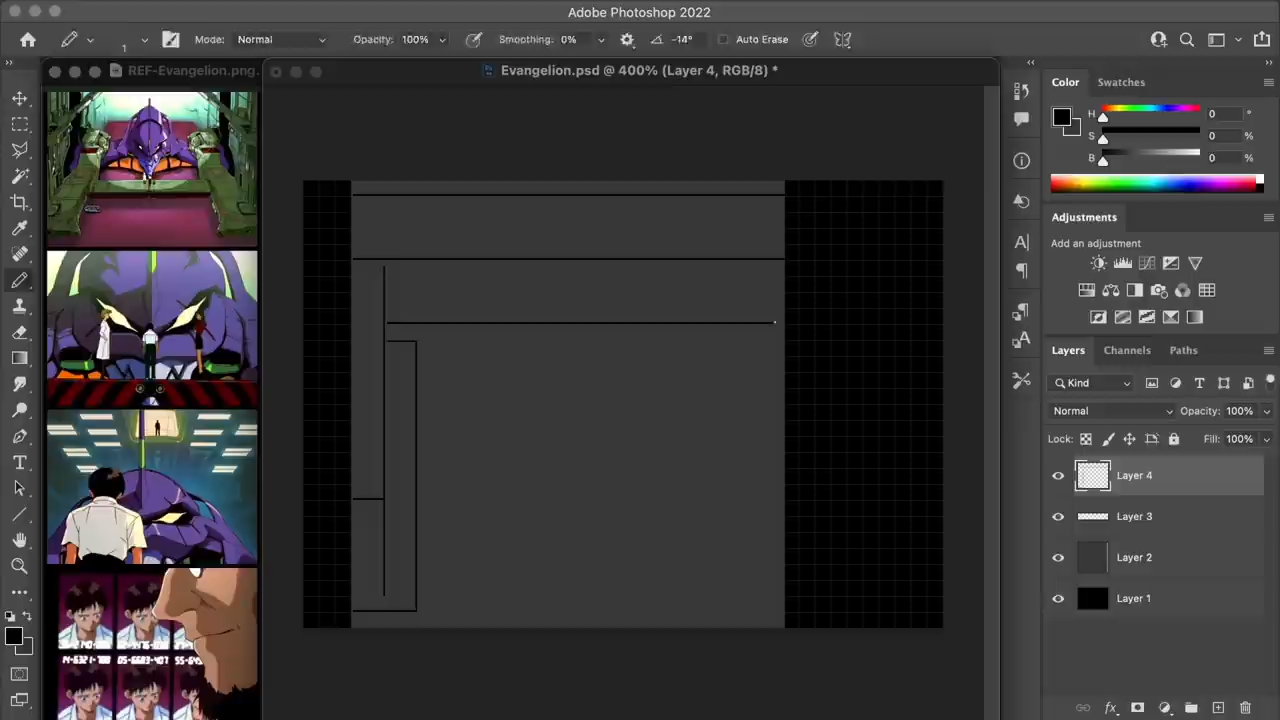 Adobe Photoshop 2022
1
Mode: Normal
Opacity: 100%
Smoothing: 0%
-14°
Auto Erase
REF-Evangelion.png.
Evangelion.psd @ 400% (Layer 4, RGB/8) *
Color
Swatches
H
0
°
S
0
%
B
0
%
Adjustments
Add an adjustment
Layers
Channels
Paths
Kind
Normal
Opacity: 100%
Lock:
Fill: 100%
Layer 4
Layer 3
Layer 2
Layer 1
fx